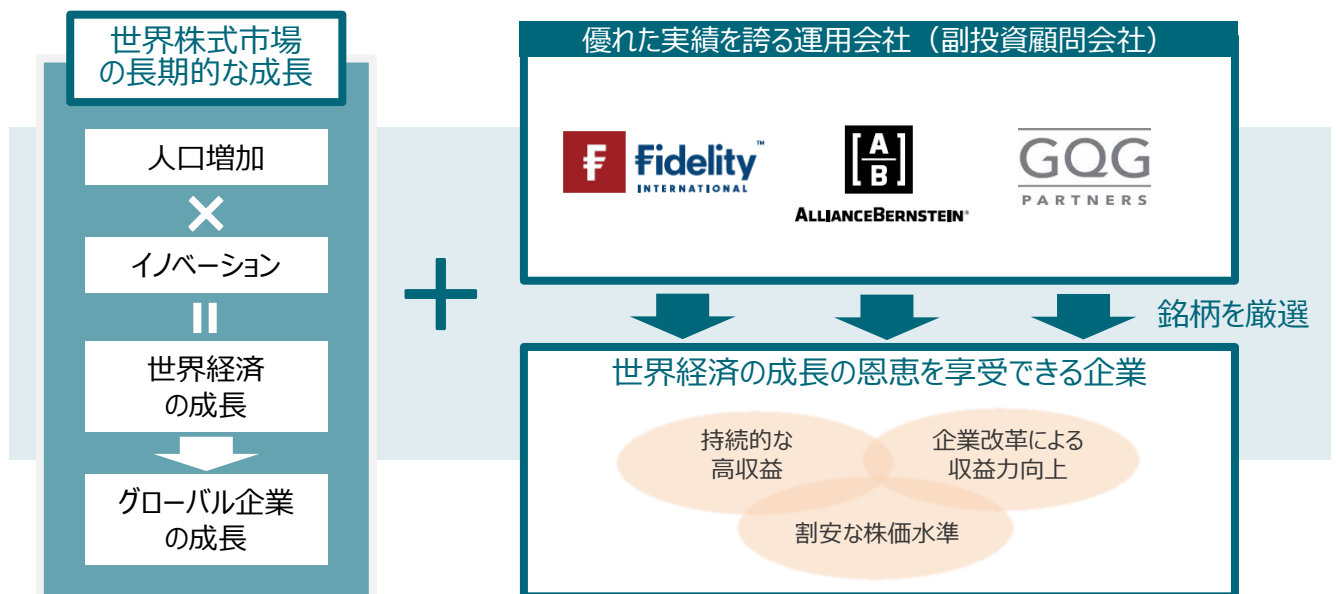 世界株式市場
の長期的な成長
人口増加
×
イノベーション
=
世界経済
の成長
グローバル企業
の成長
+
優れた実績を誇る運用会社（副投資顧問会社）
Fidelity™
INTERNATIONAL
A
B
ALLIANCEBERNSTEIN®
GQG
PARTNERS
銘柄を厳選
世界経済の成長の恩恵を享受できる企業
持続的な
高収益
企業改革による
収益力向上
割安な株価水準